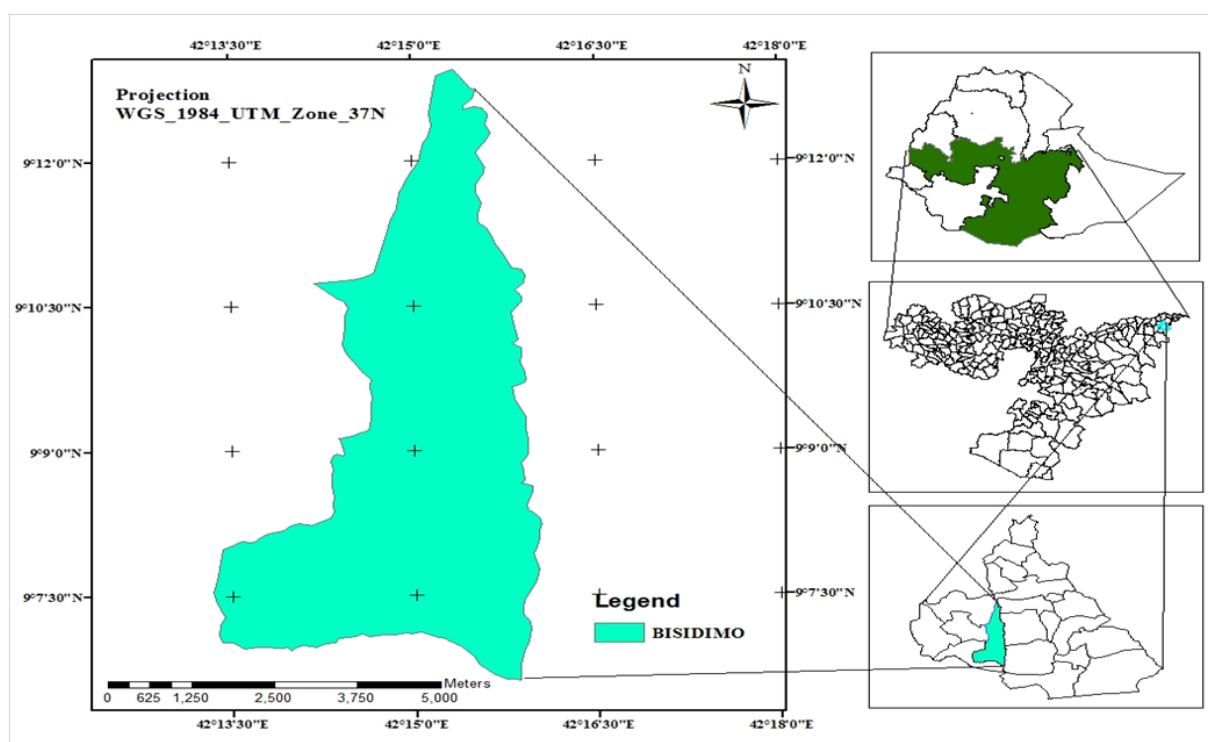 42°13'30"E 42°15'0"E 42°16'30"E 42°18'0"E
Projection
WGS_1984_UTM_Zone_37N
N
9°12'0"N 9°12'0"N
9°10'30"N 9°10'30"N
9°9'0"N 9°9'0"N
9°7'30"N 9°7'30"N
Legend
BISIDIMO
Meters
0 625 1,250 2,500 3,750 5,000
42°13'30"E 42°15'0"E 42°16'30"E 42°18'0"E